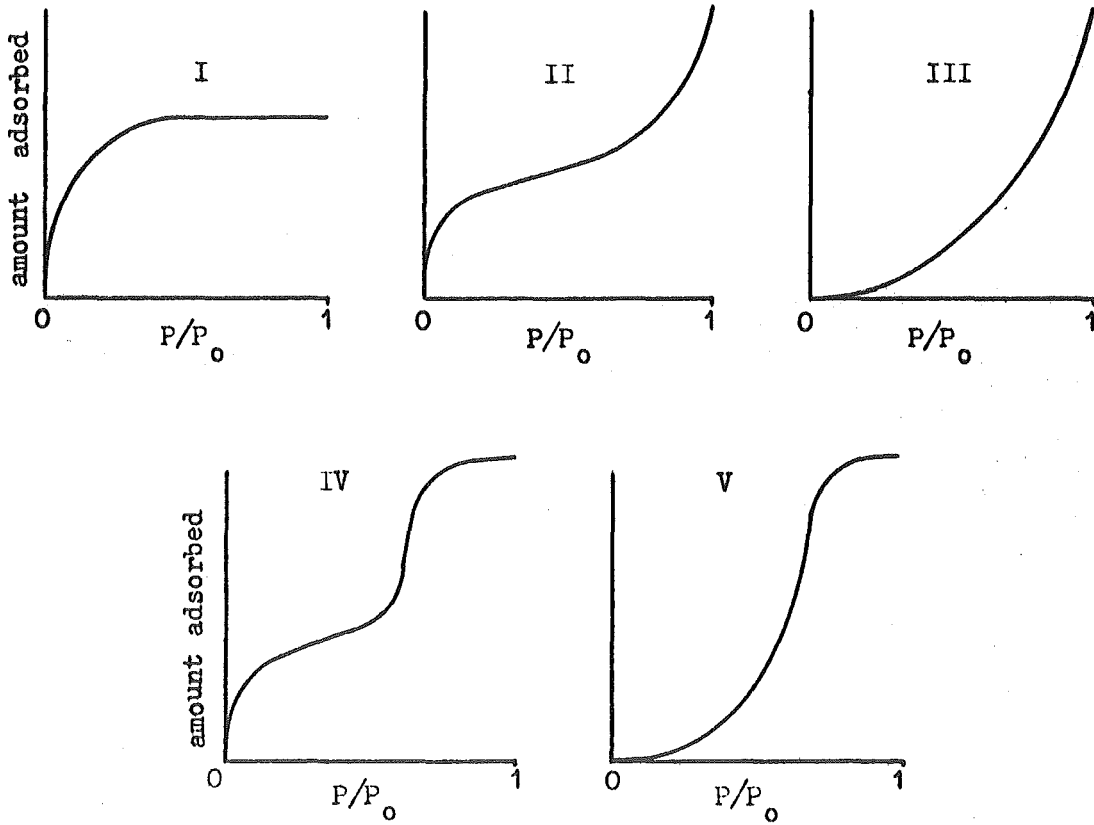 I
II
III
amount adsorbed
0
1
P/Po
0
1
P/Po
0
1
P/Po
IV
V
amount adsorbed
0
1
P/Po
0
1
P/Po